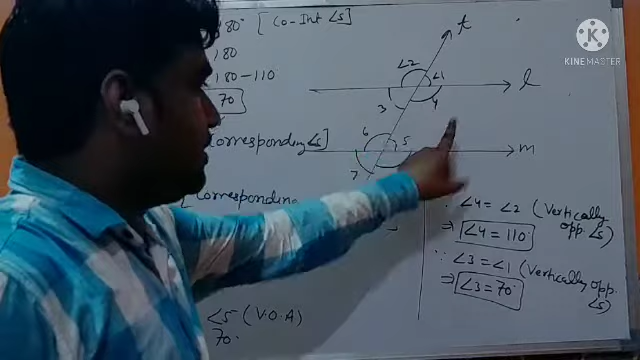 80° [Co-Int ∠s]
180
180-110
70
[Corresponding ∠s]
[Corresponding
∠5 (V.O.A)
70°
t
∠2
∠1
l
3
4
6
5
m
7
∵ ∠4 = ∠2 (Vertically opp. ∠s)
⇒ ∠4 = 110°
∵ ∠3 = ∠1 (Vertically opp. ∠s)
⇒ ∠3 = 70°
KINEMASTER